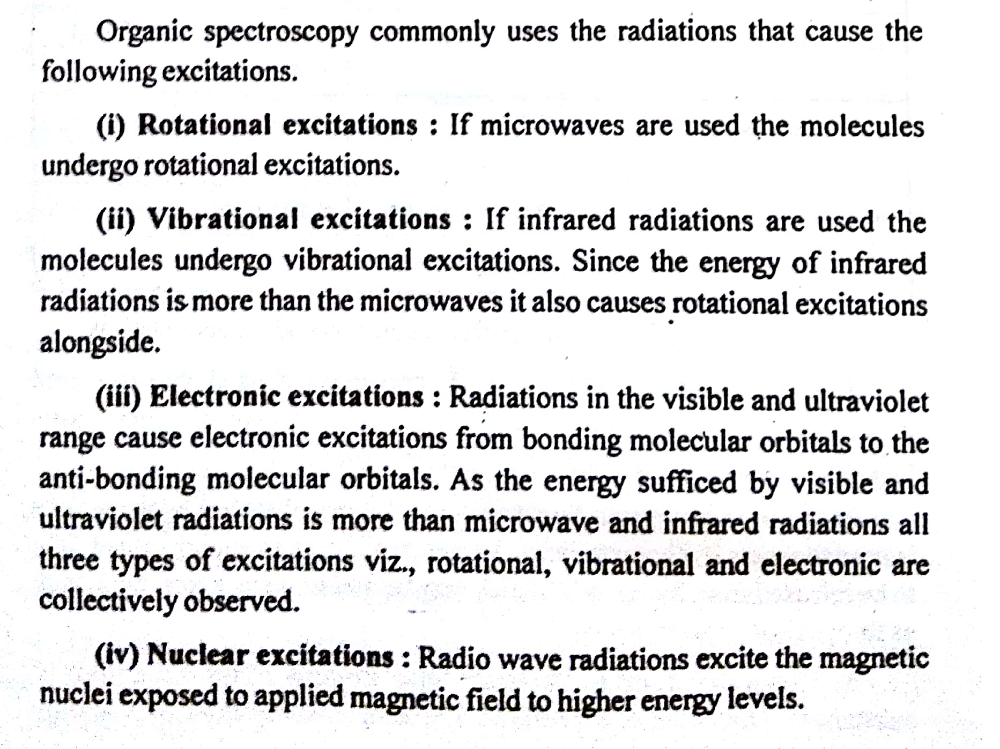 Organic spectroscopy commonly uses the radiations that cause the
following excitations.
(i) Rotational excitations : If microwaves are used the molecules
undergo rotational excitations.
(ii) Vibrational excitations : If infrared radiations are used the
molecules undergo vibrational excitations. Since the energy of infrared
radiations is more than the microwaves it also causes rotational excitations
alongside.
(iii) Electronic excitations : Radiations in the visible and ultraviolet
range cause electronic excitations from bonding molecular orbitals to the
anti-bonding molecular orbitals. As the energy sufficed by visible and
ultraviolet radiations is more than microwave and infrared radiations all
three types of excitations viz., rotational, vibrational and electronic are
collectively observed.
(iv) Nuclear excitations : Radio wave radiations excite the magnetic
nuclei exposed to applied magnetic field to higher energy levels.